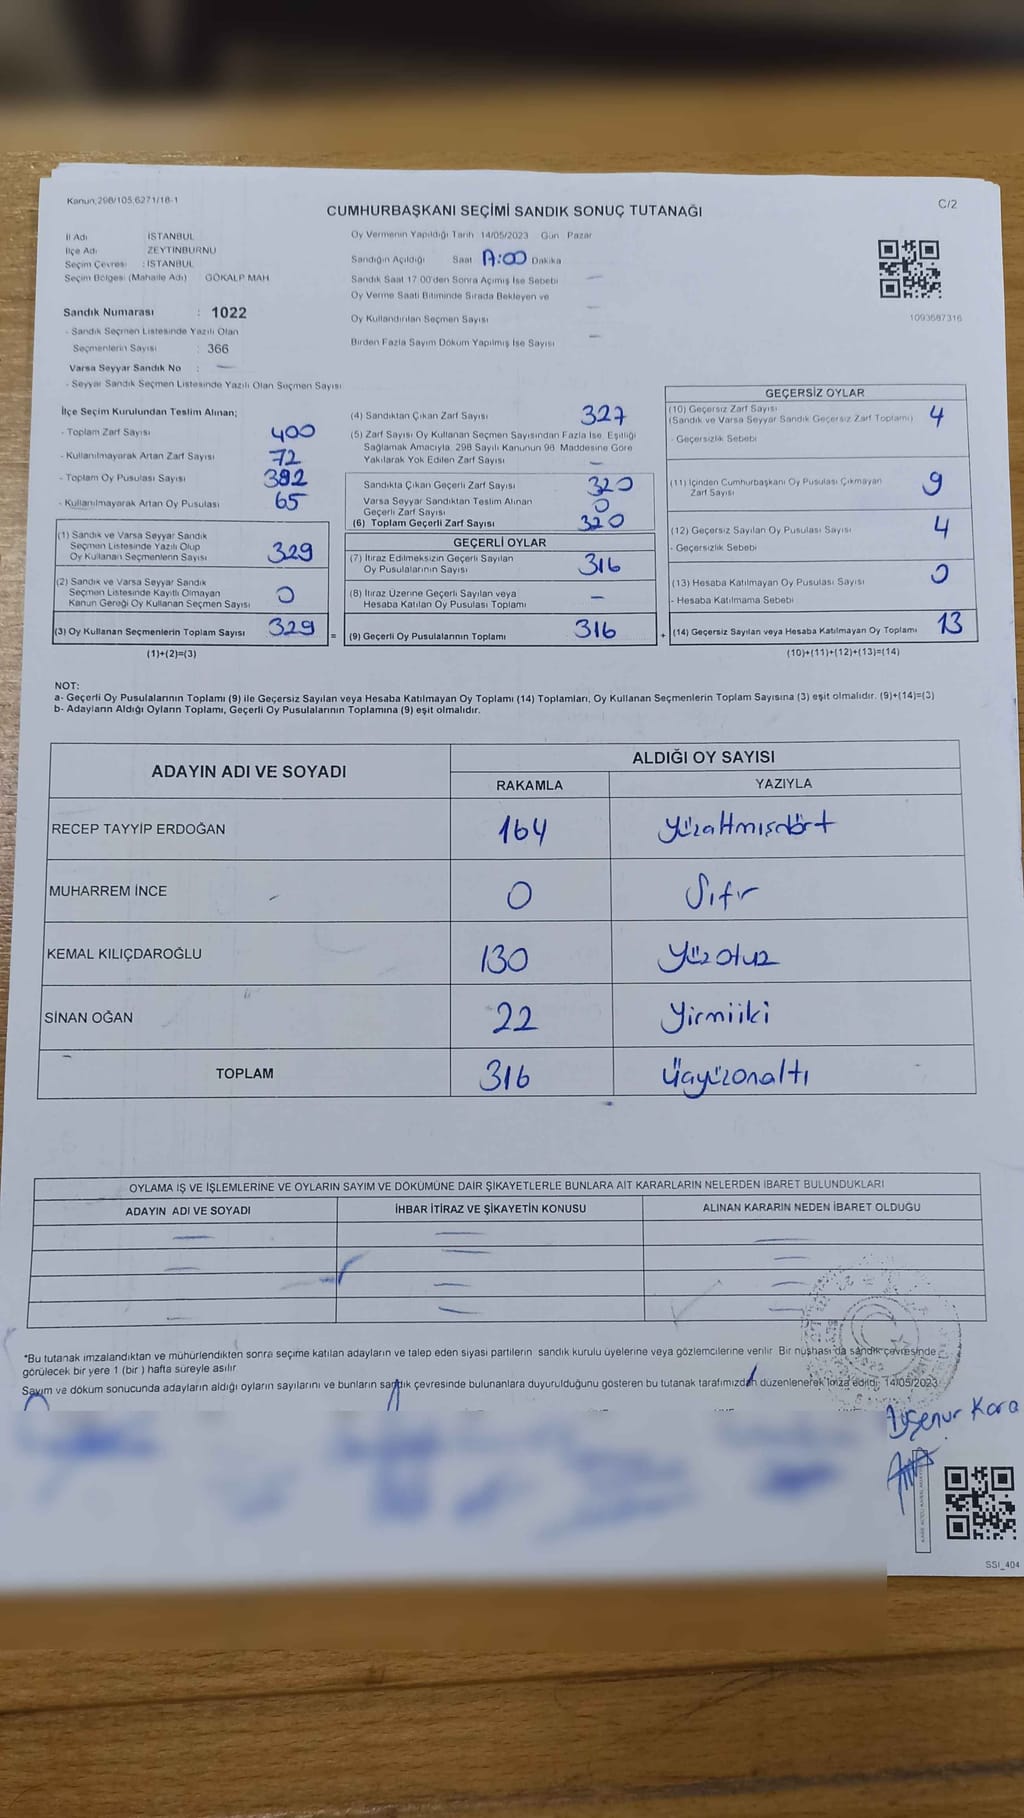 Kanun;298/105,6271/18-1
C/2
CUMHURBAŞKANI SEÇİMİ SANDIK SONUÇ TUTANAĞI
İl Adı : İSTANBUL
İlçe Adı : ZEYTİNBURNU
Seçim Çevresi : İSTANBUL
Seçim Bölgesi (Mahalle Adı) GÖKALP MAH
Oy Vermenin Yapıldığı Tarih 14/05/2023 Gün Pazar
Sandığın Açıldığı Saat Dakika
Sandık Saat 17.00'den Sonra Açılmış İse Sebebi —
Oy Verme Saati Bitiminde Sırada Bekleyen ve
Oy Kullandırılan Seçmen Sayısı —
Birden Fazla Sayım Döküm Yapılmış İse Sayısı —
1093687316
Sandık Numarası : 1022
- Sandık Seçmen Listesinde Yazılı Olan
Seçmenlerin Sayısı : 366
Varsa Seyyar Sandık No : —
- Seyyar Sandık Seçmen Listesinde Yazılı Olan Seçmen Sayısı
İlçe Seçim Kurulundan Teslim Alınan;
- Toplam Zarf Sayısı 400
- Kullanılmayarak Artan Zarf Sayısı 72
- Toplam Oy Pusulası Sayısı 392
- Kullanılmayarak Artan Oy Pusulası 65
(1) Sandık ve Varsa Seyyar Sandık
Seçmen Listesinde Yazılı Olup
Oy Kullanan Seçmenlerin Sayısı 329
(2) Sandık ve Varsa Seyyar Sandık
Seçmen Listesinde Kayıtlı Olmayan
Kanun Gereği Oy Kullanan Seçmen Sayısı 0
(3) Oy Kullanan Seçmenlerin Toplam Sayısı 329 =
(1)+(2)=(3)
(4) Sandıktan Çıkan Zarf Sayısı 327
(5) Zarf Sayısı Oy Kullanan Seçmen Sayısından Fazla İse, Eşitliği
Sağlamak Amacıyla, 298 Sayılı Kanunun 98. Maddesine Göre
Yakılarak Yok Edilen Zarf Sayısı —
Sandıkta Çıkan Geçerli Zarf Sayısı 320
Varsa Seyyar Sandıktan Teslim Alınan
Geçerli Zarf Sayısı 0
(6) Toplam Geçerli Zarf Sayısı 320
GEÇERLİ OYLAR
(7) İtiraz Edilmeksizin Geçerli Sayılan
Oy Pusulalarının Sayısı 316
(8) İtiraz Üzerine Geçerli Sayılan veya
Hesaba Katılan Oy Pusulası Toplamı —
(9) Geçerli Oy Pusulalarının Toplamı 316 +
GEÇERSİZ OYLAR
(10) Geçersiz Zarf Sayısı
(Sandık ve Varsa Seyyar Sandık Geçersiz Zarf Toplamı) 4
- Geçersizlik Sebebi
(11) İçinden Cumhurbaşkanı Oy Pusulası Çıkmayan
Zarf Sayısı 9
(12) Geçersiz Sayılan Oy Pusulası Sayısı 4
- Geçersizlik Sebebi
(13) Hesaba Katılmayan Oy Pusulası Sayısı 0
- Hesaba Katılmama Sebebi
(14) Geçersiz Sayılan veya Hesaba Katılmayan Oy Toplamı 13
(10)+(11)+(12)+(13)=(14)
NOT:
a- Geçerli Oy Pusulalarının Toplamı (9) ile Geçersiz Sayılan veya Hesaba Katılmayan Oy Toplamı (14) Toplamları, Oy Kullanan Seçmenlerin Toplam Sayısına (3) eşit olmalıdır. (9)+(14)=(3)
b- Adayların Aldığı Oyların Toplamı, Geçerli Oy Pusulalarının Toplamına (9) eşit olmalıdır.
ADAYIN ADI VE SOYADI
ALDIĞI OY SAYISI
RAKAMLA YAZIYLA
RECEP TAYYİP ERDOĞAN 164 Yüzaltmışdört
MUHARREM İNCE 0 Sıfır
KEMAL KILIÇDAROĞLU 130 Yüzotuz
SİNAN OĞAN 22 Yirmiiki
TOPLAM 316 Üçyüzonaltı
OYLAMA İŞ VE İŞLEMLERİNE VE OYLARIN SAYIM VE DÖKÜMÜNE DAİR ŞİKAYETLERLE BUNLARA AİT KARARLARIN NELERDEN İBARET BULUNDUKLARI
ADAYIN ADI VE SOYADI İHBAR İTİRAZ VE ŞİKAYETİN KONUSU ALINAN KARARIN NEDEN İBARET OLDUĞU
*Bu tutanak imzalandıktan ve mühürlendikten sonra seçime katılan adayların ve talep eden siyasi partilerin sandık kurulu üyelerine veya gözlemcilerine verilir. Bir nüshası da sandık çevresinde
görülecek bir yere 1 (bir ) hafta süreyle asılır.
Sayım ve döküm sonucunda adayların aldığı oyların sayılarını ve bunların sandık çevresinde bulunanlara duyurulduğunu gösteren bu tutanak tarafımızdan düzenlenerek imza edildi. 14/05/2023
Ayşenur Kara
SSI_404